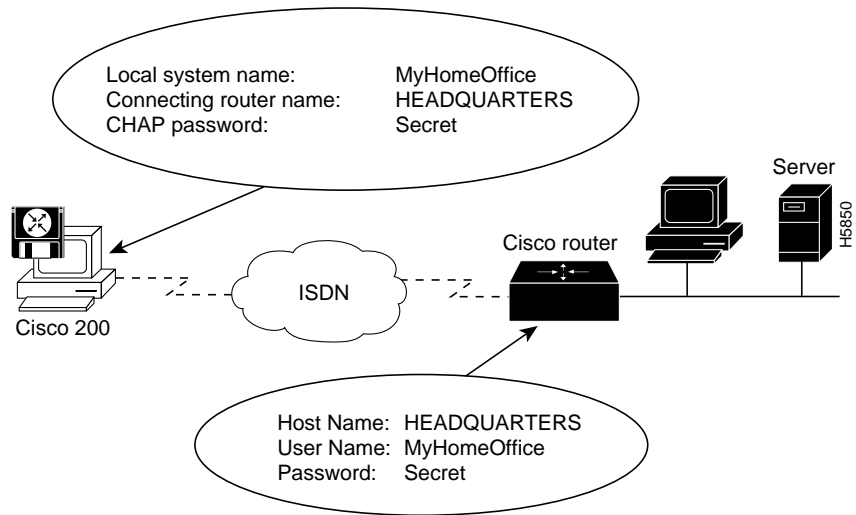 Local system name: MyHomeOffice
Connecting router name: HEADQUARTERS
CHAP password: Secret
Server
H5850
Cisco router
ISDN
Cisco 200
Host Name: HEADQUARTERS
User Name: MyHomeOffice
Password: Secret